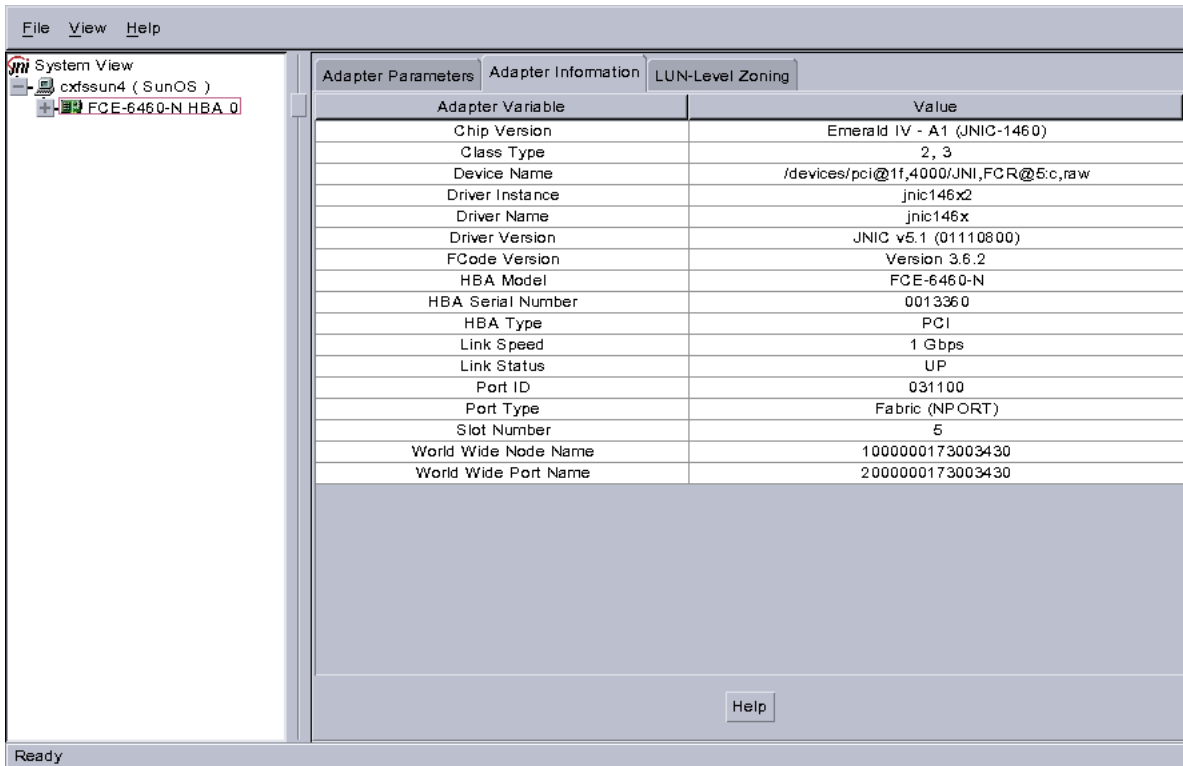 File View Help
jni System View
cxfssun4 ( SunOS )
FCE-6460-N HBA 0
Adapter Parameters Adapter Information LUN-Level Zoning
Adapter Variable Value
Chip Version Emerald IV - A1 (JNIC-1460)
Class Type 2, 3
Device Name /devices/pci@1f,4000/JNI,FCR@5:c,raw
Driver Instance jnic146x2
Driver Name jnic146x
Driver Version JNIC v5.1 (01110800)
FCode Version Version 3.6.2
HBA Model FCE-6460-N
HBA Serial Number 0013360
HBA Type PCI
Link Speed 1 Gbps
Link Status UP
Port ID 031100
Port Type Fabric (NPORT)
Slot Number 5
World Wide Node Name 1000000173003430
World Wide Port Name 2000000173003430
Help
Ready